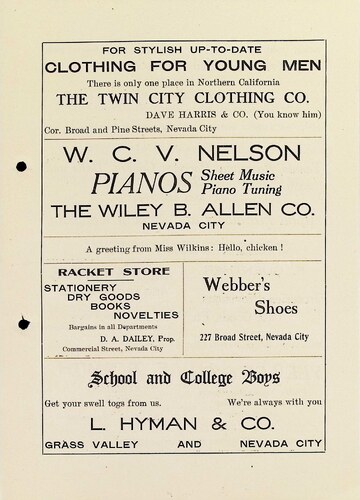 FOR STYLISH UP-TO-DATE
CLOTHING FOR YOUNG MEN
There is only one place in Northern California
THE TWIN CITY CLOTHING CO.
DAVE HARRIS & CO. (You know him)
Cor. Broad and Pine Streets, Nevada City
W. C. V. NELSON
PIANOS Sheet Music
Piano Tuning
THE WILEY B. ALLEN CO.
NEVADA CITY
A greeting from Miss Wilkins: Hello, chicken !
RACKET STORE
STATIONERY
DRY GOODS
BOOKS
NOVELTIES
Bargains in all Departments
D. A. DAILEY, Prop.
Commercial Street, Nevada City
Webber's
Shoes
227 Broad Street, Nevada City
School and College Boys
Get your swell togs from us. We're always with you
L. HYMAN & CO.
GRASS VALLEY AND NEVADA CITY